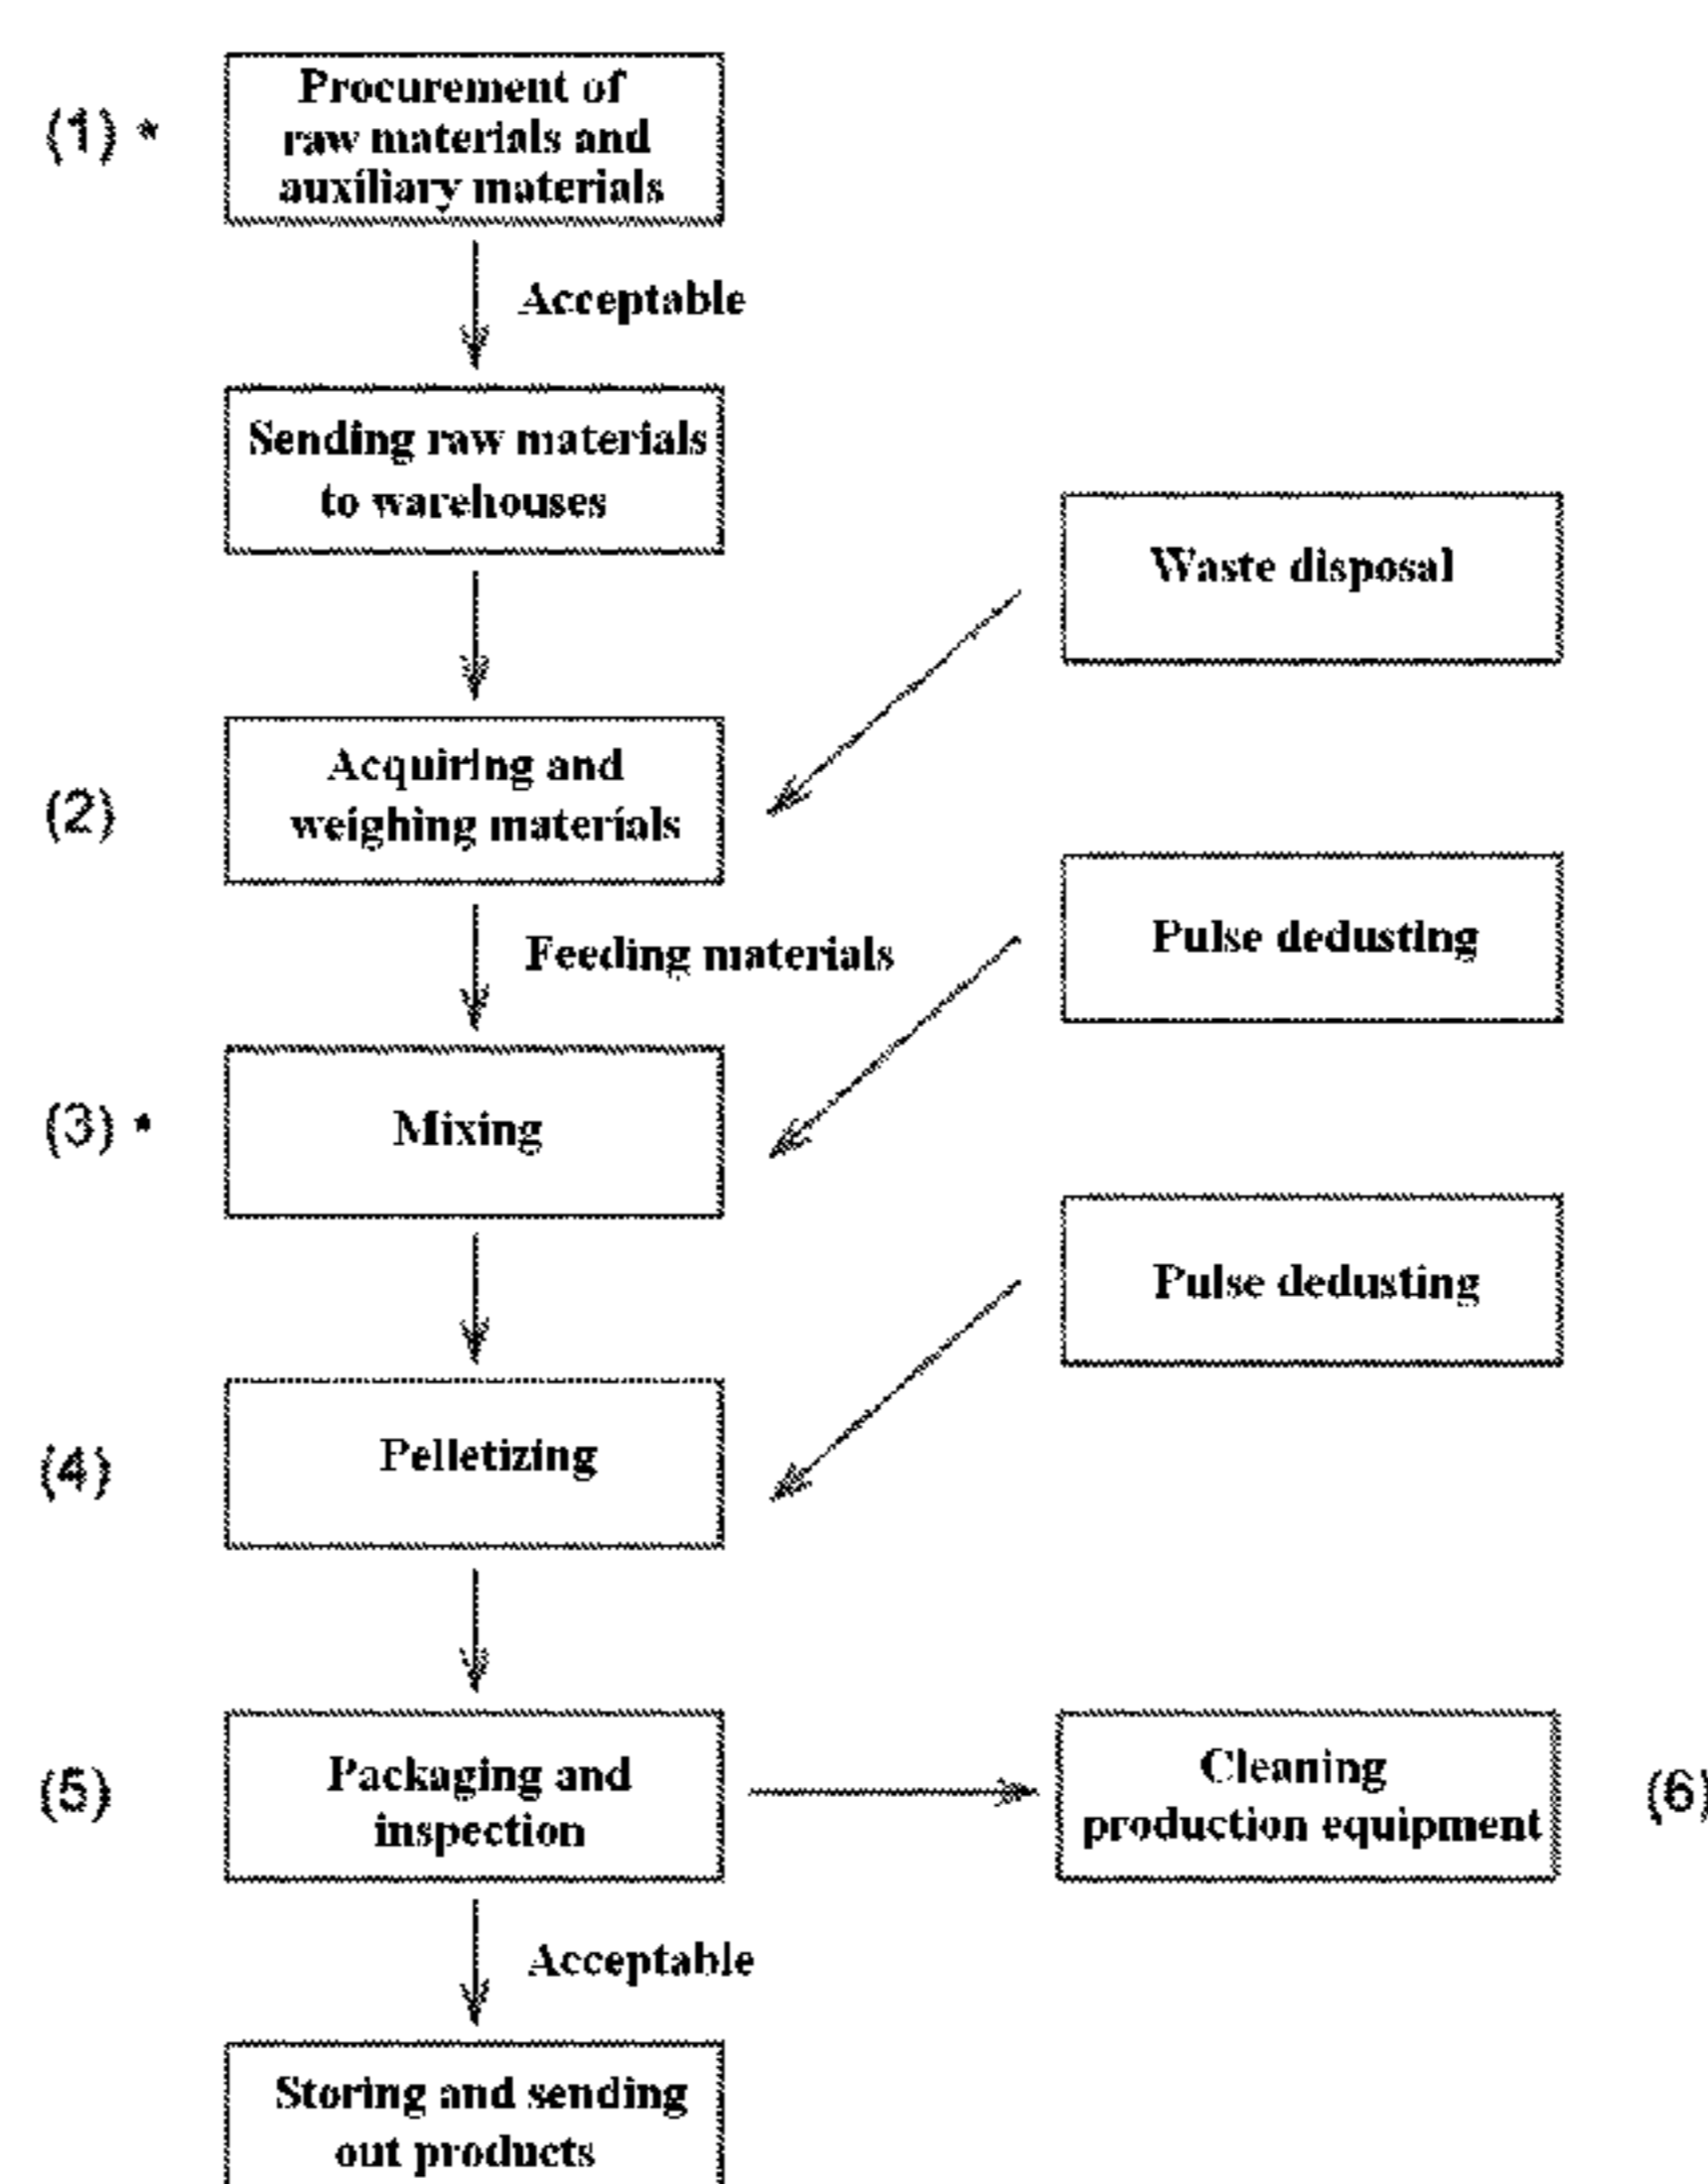 (1) *
Procurement of
raw materials and
auxiliary materials
Acceptable
Sending raw materials
to warehouses
Waste disposal
(2)
Acquiring and
weighing materials
Pulse dedusting
Feeding materials
(3) *
Mixing
Pulse dedusting
(4)
Pelletizing
(5)
Packaging and
inspection
Cleaning
production equipment
(6)
Acceptable
Storing and sending
out products